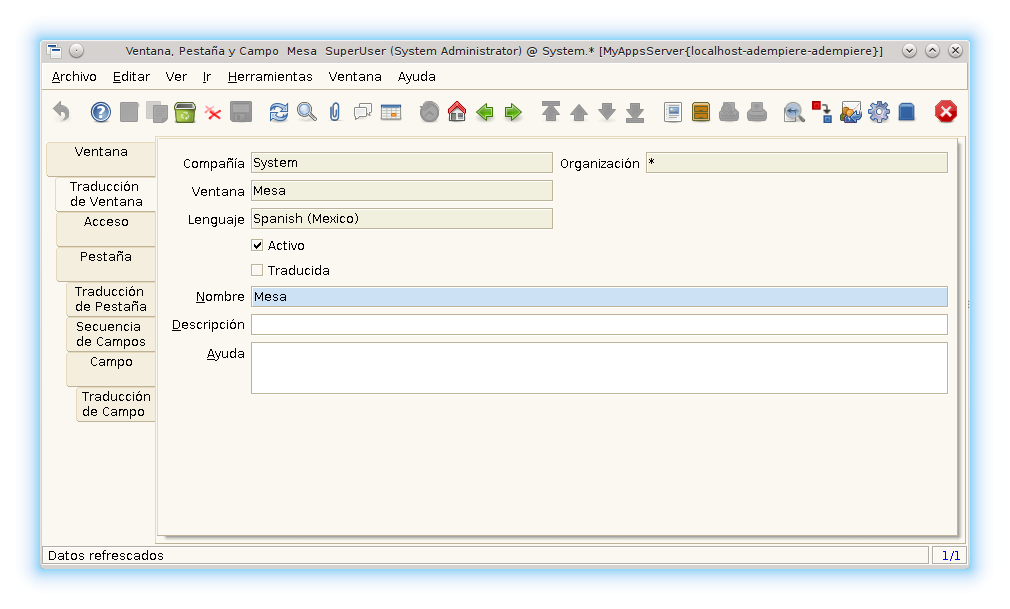 Ventana, Pestaña y Campo  Mesa  SuperUser (System Administrator) @ System.* [MyAppsServer{localhost-adempiere-adempiere}]
Archivo Editar Ver Ir Herramientas Ventana Ayuda
Ventana
Traducción
de Ventana
Acceso
Pestaña
Traducción
de Pestaña
Secuencia
de Campos
Campo
Traducción
de Campo
Compañía System Organización *
Ventana Mesa
Lenguaje Spanish (Mexico)
Activo
Traducida
Nombre Mesa
Descripción
Ayuda
Datos refrescados 1/1